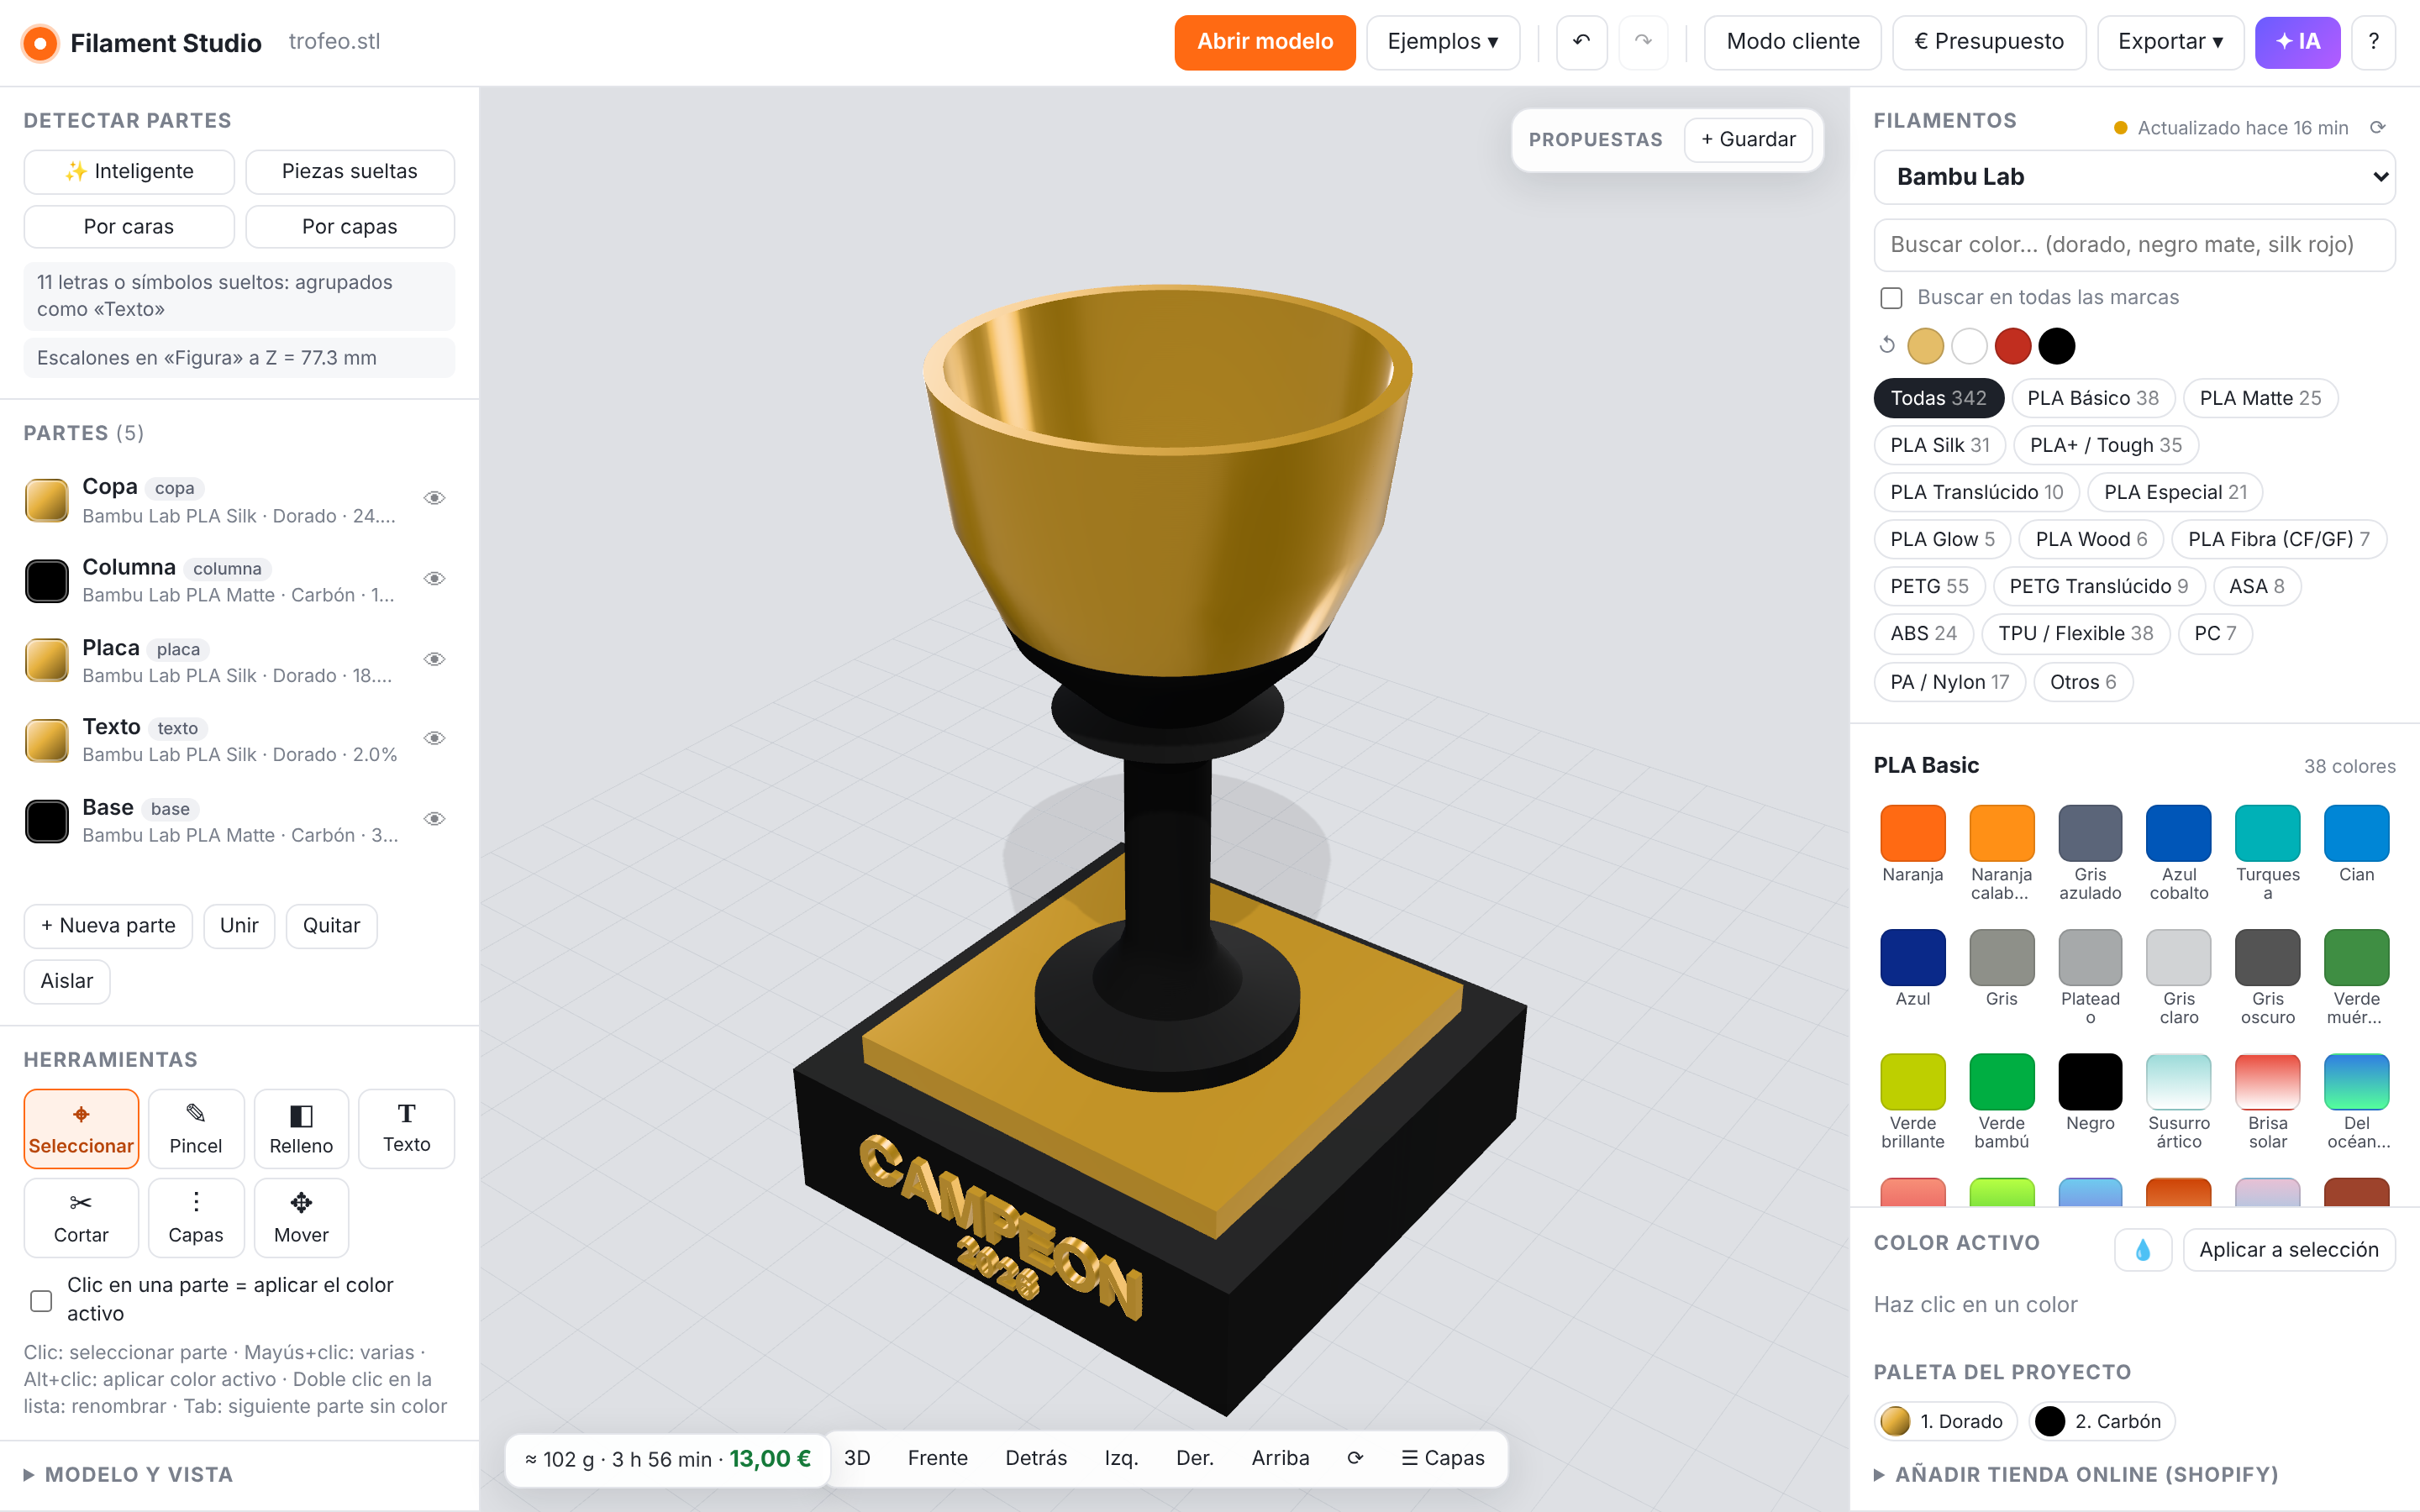 Filament Studio trofeo.stl
Abrir modelo Ejemplos ▾ ↶ ↷ Modo cliente € Presupuesto Exportar ▾ ✦ IA ?
DETECTAR PARTES
✨ Inteligente Piezas sueltas
Por caras Por capas
11 letras o símbolos sueltos: agrupados
como «Texto»
Escalones en «Figura» a Z = 77.3 mm
PARTES (5)
Copa copa
Bambu Lab PLA Silk · Dorado · 24....
Columna columna
Bambu Lab PLA Matte · Carbón · 1...
Placa placa
Bambu Lab PLA Silk · Dorado · 18....
Texto texto
Bambu Lab PLA Silk · Dorado · 2.0%
Base base
Bambu Lab PLA Matte · Carbón · 3...
+ Nueva parte Unir Quitar
Aislar
HERRAMIENTAS
Seleccionar Pincel Relleno Texto
Cortar Capas Mover
Clic en una parte = aplicar el color
activo
Clic: seleccionar parte · Mayús+clic: varias ·
Alt+clic: aplicar color activo · Doble clic en la
lista: renombrar · Tab: siguiente parte sin color
▶ MODELO Y VISTA
PROPUESTAS + Guardar
CAMPEON
2026
≈ 102 g · 3 h 56 min · 13,00 €
3D Frente Detrás Izq. Der. Arriba ⟳ ☰ Capas
FILAMENTOS Actualizado hace 16 min ⟳
Bambu Lab
Buscar color... (dorado, negro mate, silk rojo)
Buscar en todas las marcas
Todas 342 PLA Básico 38 PLA Matte 25
PLA Silk 31 PLA+ / Tough 35
PLA Translúcido 10 PLA Especial 21
PLA Glow 5 PLA Wood 6 PLA Fibra (CF/GF) 7
PETG 55 PETG Translúcido 9 ASA 8
ABS 24 TPU / Flexible 38 PC 7
PA / Nylon 17 Otros 6
PLA Basic 38 colores
Naranja Naranja calab... Gris azulado Azul cobalto Turques a Cian
Azul Gris Platead o Gris claro Gris oscuro Verde muér...
Verde brillante Verde bambú Negro Susurro ártico Brisa solar Del océan...
COLOR ACTIVO Aplicar a selección
Haz clic en un color
PALETA DEL PROYECTO
1. Dorado 2. Carbón
▶ AÑADIR TIENDA ONLINE (SHOPIFY)